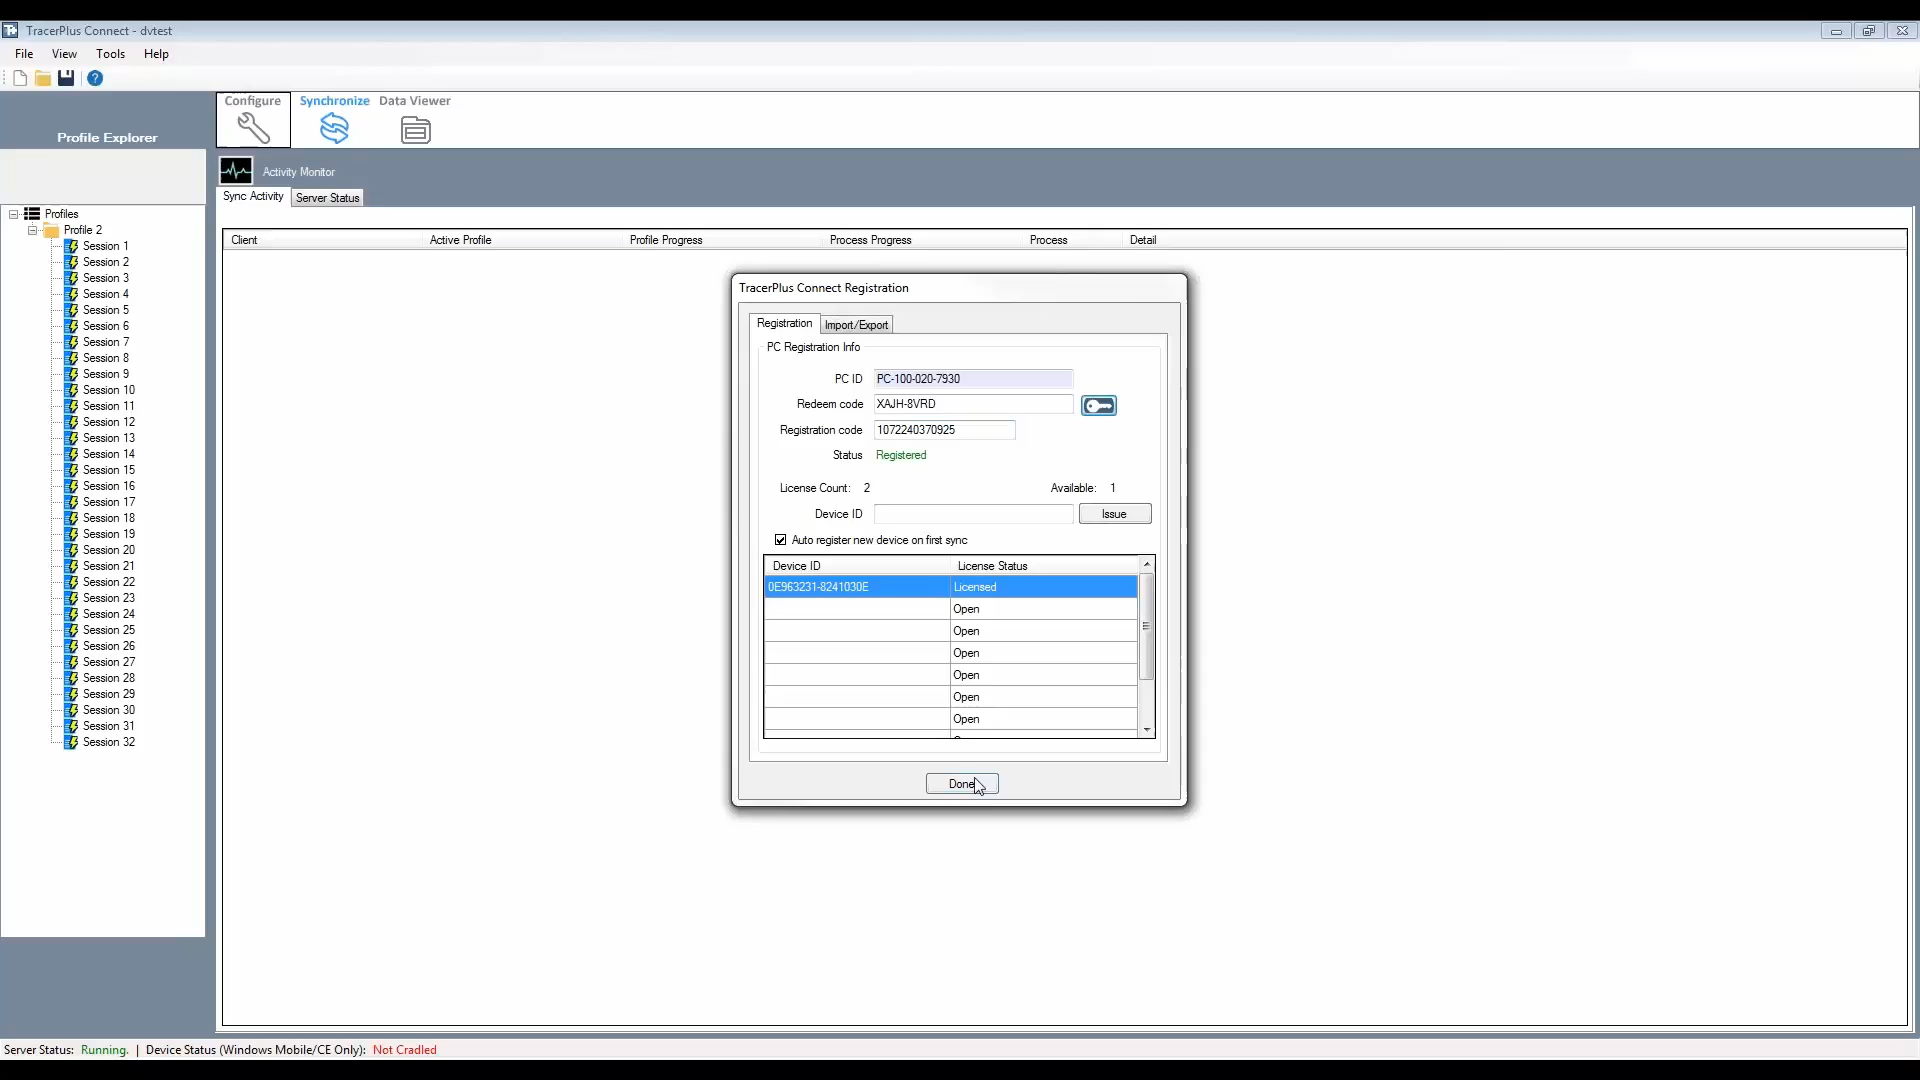 TracerPlus Connect - dvtest
File View Tools Help
Configure Synchronize Data Viewer
Profile Explorer
Activity Monitor
Sync Activity Server Status
Profiles
Profile 2
Session 1
Session 2
Session 3
Session 4
Session 5
Session 6
Session 7
Session 8
Session 9
Session 10
Session 11
Session 12
Session 13
Session 14
Session 15
Session 16
Session 17
Session 18
Session 19
Session 20
Session 21
Session 22
Session 23
Session 24
Session 25
Session 26
Session 27
Session 28
Session 29
Session 30
Session 31
Session 32
Client Active Profile Profile Progress Process Progress Process Detail
TracerPlus Connect Registration
Registration Import/Export
PC Registration Info
PC ID PC-100-020-7930
Redeem code XAJH-8VRD
Registration code 1072240370925
Status Registered
License Count: 2 Available: 1
Device ID Issue
Auto register new device on first sync
Device ID License Status
0E963231-8241030E Licensed
Open
Open
Open
Open
Open
Open
Done
Server Status: Running. | Device Status (Windows Mobile/CE Only): Not Cradled